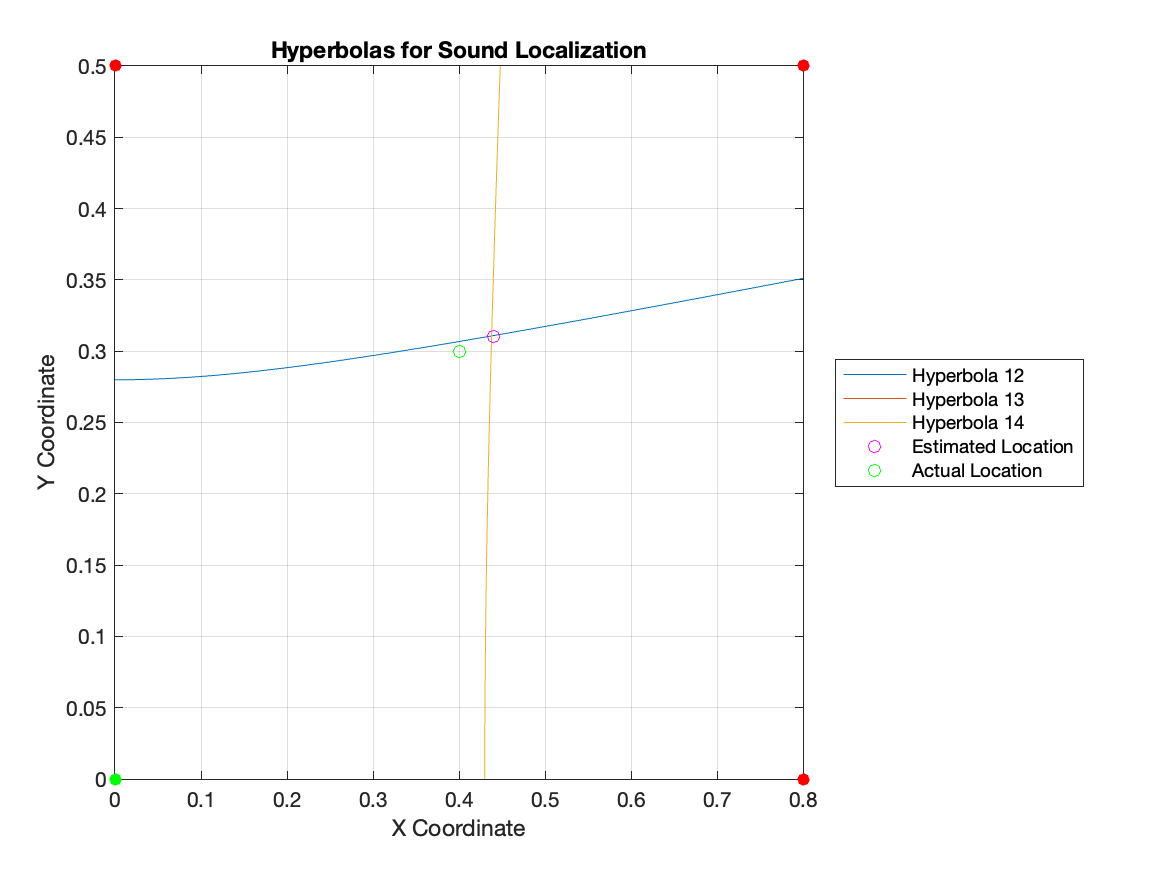 Hyperbolas for Sound Localization
0.5
0.45
0.4
0.35
0.3
0.25
0.2
0.15
0.1
0.05
0
Y Coordinate
0 0.1 0.2 0.3 0.4 0.5 0.6 0.7 0.8
X Coordinate
Hyperbola 12
Hyperbola 13
Hyperbola 14
Estimated Location
Actual Location